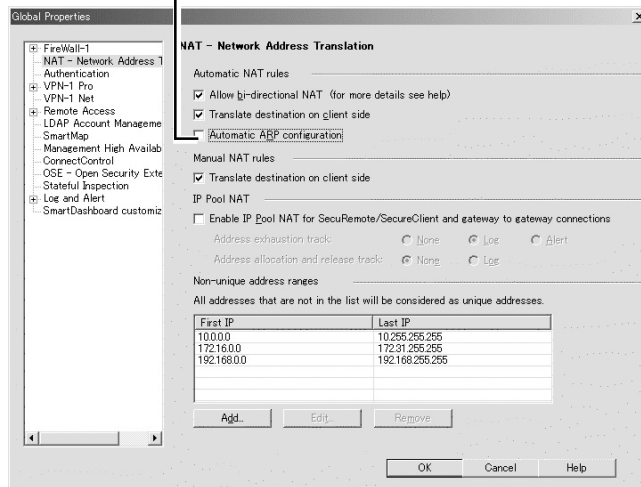 Global Properties
FireWall-1
NAT - Network Address T
Authentication
VPN-1 Pro
VPN-1 Net
Remote Access
LDAP Account Manageme
SmartMap
Management High Availab
ConnectControl
OSE - Open Security Exte
Stateful Inspection
Log and Alert
SmartDashboard customiz
NAT - Network Address Translation
Automatic NAT rules
Allow bi-directional NAT (for more details see help)
Translate destination on client side
Automatic ARP configuration
Manual NAT rules
Translate destination on client side
IP Pool NAT
Enable IP Pool NAT for SecuRemote/SecureClient and gateway to gateway connections
Address exhaustion track: None Log Alert
Address allocation and release track: None Log
Non-unique address ranges
All addresses that are not in the list will be considered as unique addresses.
First IP Last IP
10.0.0.0 10.255.255.255
172.16.0.0 172.31.255.255
192.168.0.0 192.168.255.255
Add... Edit... Remove
OK Cancel Help